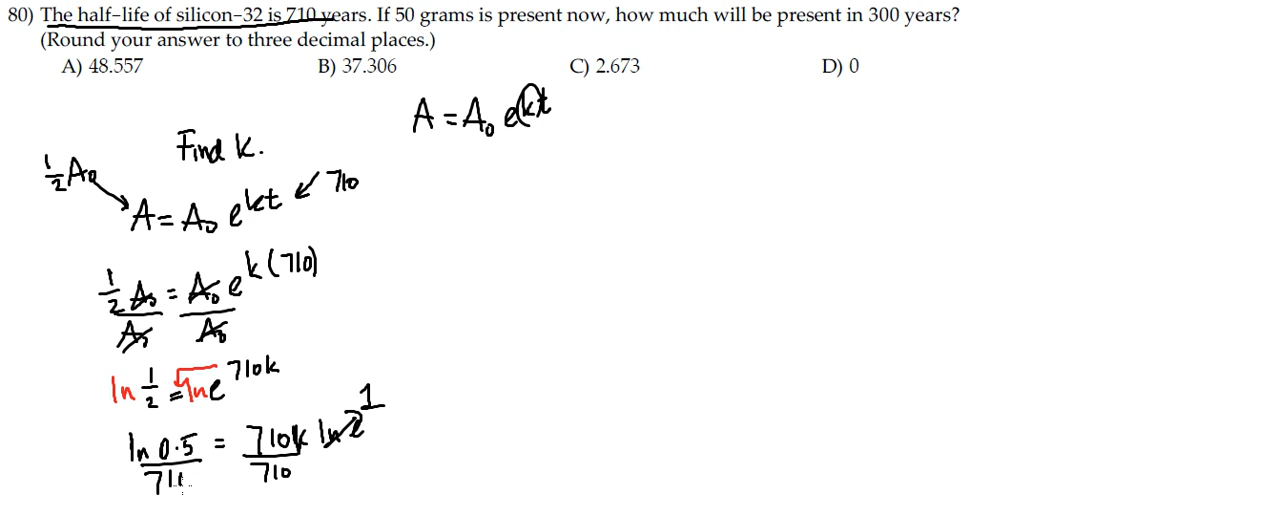 80) The half-life of silicon-32 is 710 years. If 50 grams is present now, how much will be present in 300 years?
(Round your answer to three decimal places.)
A) 48.557 B) 37.306 C) 2.673 D) 0
A = A₀ e^kt
Find k.
½A₀
A = A₀ e^kt ↙ 710
½ A₀ = A₀ e^k(710)
A₀ A₀
ln ½ = ln e^710k
1
ln 0.5 = 710k ln e
710